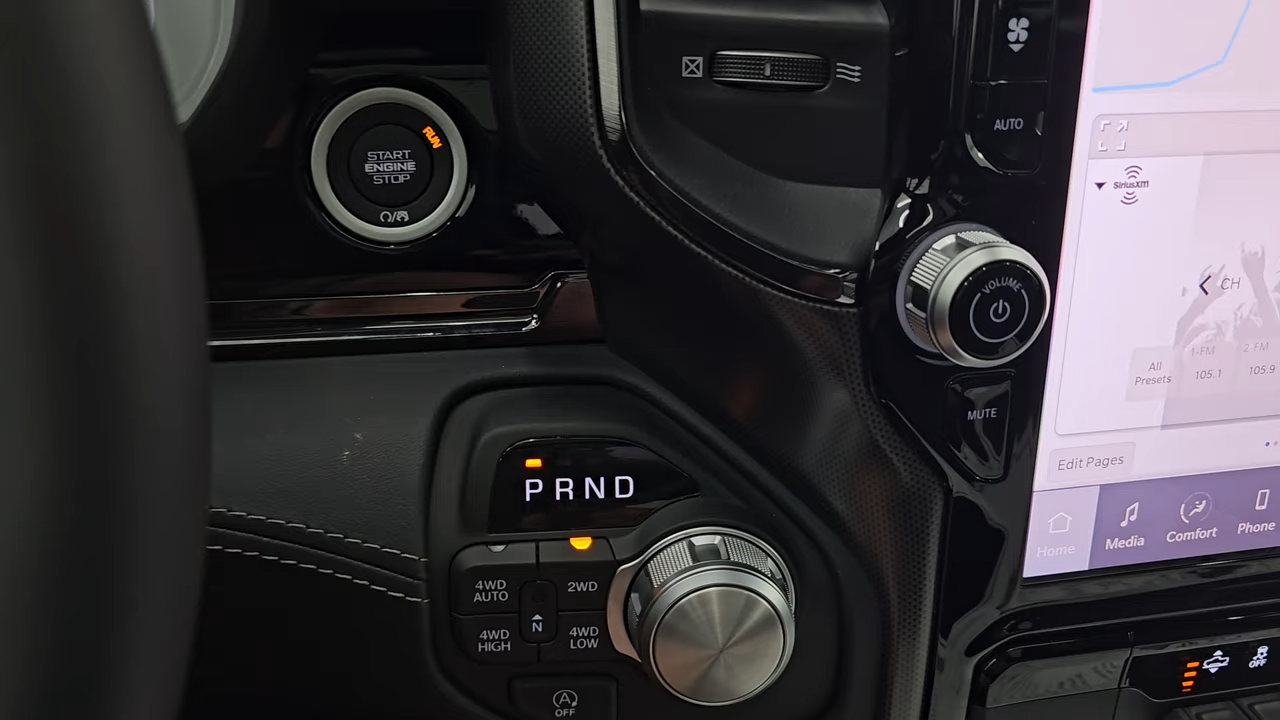 RUN
START
ENGINE
STOP
AUTO
SiriusXM
CH
VOLUME
1-FM
2-FM
All
Presets
105.1
105.9
MUTE
Edit Pages
Home
Media
Comfort
Phone
PRND
4WD
AUTO
2WD
N
4WD
HIGH
4WD
LOW
A
OFF
OFF